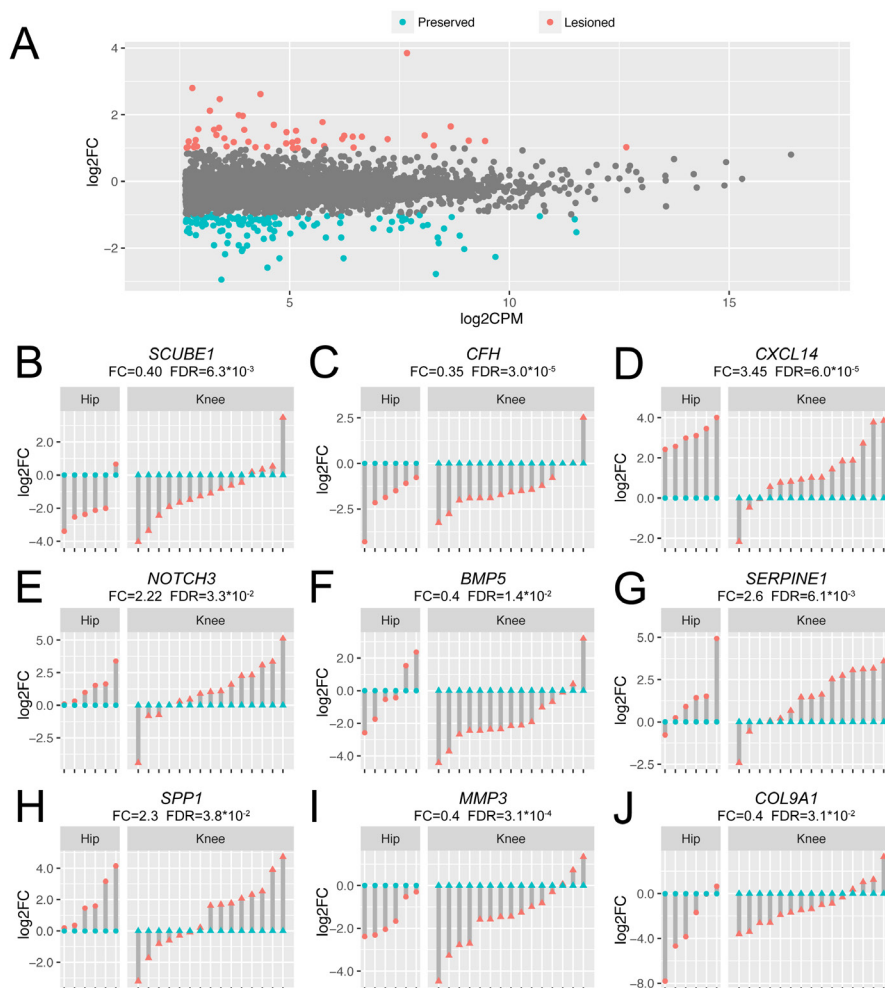 Preserved Lesioned
A
4
2
0
−2
log2FC
5 10 15
log2CPM
B
SCUBE1
FC=0.40 FDR=6.3*10-3
Hip Knee
log2FC
2.0
0.0
−2.0
−4.0
C
CFH
FC=0.35 FDR=3.0*10-5
Hip Knee
log2FC
2.5
0.0
−2.5
D
CXCL14
FC=3.45 FDR=6.0*10-5
Hip Knee
log2FC
4.0
2.0
0.0
−2.0
E
NOTCH3
FC=2.22 FDR=3.3*10-2
Hip Knee
log2FC
5.0
2.5
0.0
−2.5
F
BMP5
FC=0.4 FDR=1.4*10-2
Hip Knee
log2FC
2.0
0.0
−2.0
−4.0
G
SERPINE1
FC=2.6 FDR=6.1*10-3
Hip Knee
log2FC
5.0
2.5
0.0
−2.5
H
SPP1
FC=2.3 FDR=3.8*10-2
Hip Knee
log2FC
4.0
2.0
0.0
−2.0
I
MMP3
FC=0.4 FDR=3.1*10-4
Hip Knee
log2FC
0.0
−2.0
−4.0
J
COL9A1
FC=0.4 FDR=3.1*10-2
Hip Knee
log2FC
0.0
−4.0
−8.0